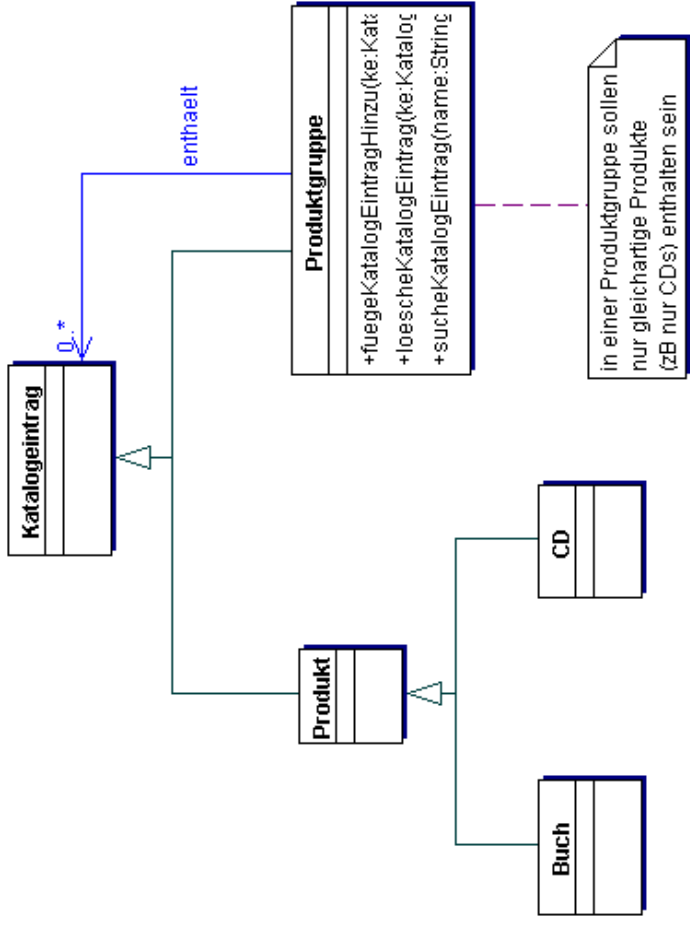 Katalogeintrag
0..*
enthaelt
Produkt
Produktgruppe
+fuegeKatalogEintragHinzu(ke:Kata
+loescheKatalogEintrag(ke:Katalog
+sucheKatalogEintrag(name:String
Buch
CD
in einer Produktgruppe sollen
nur gleichartige Produkte
(zB nur CDs) enthalten sein